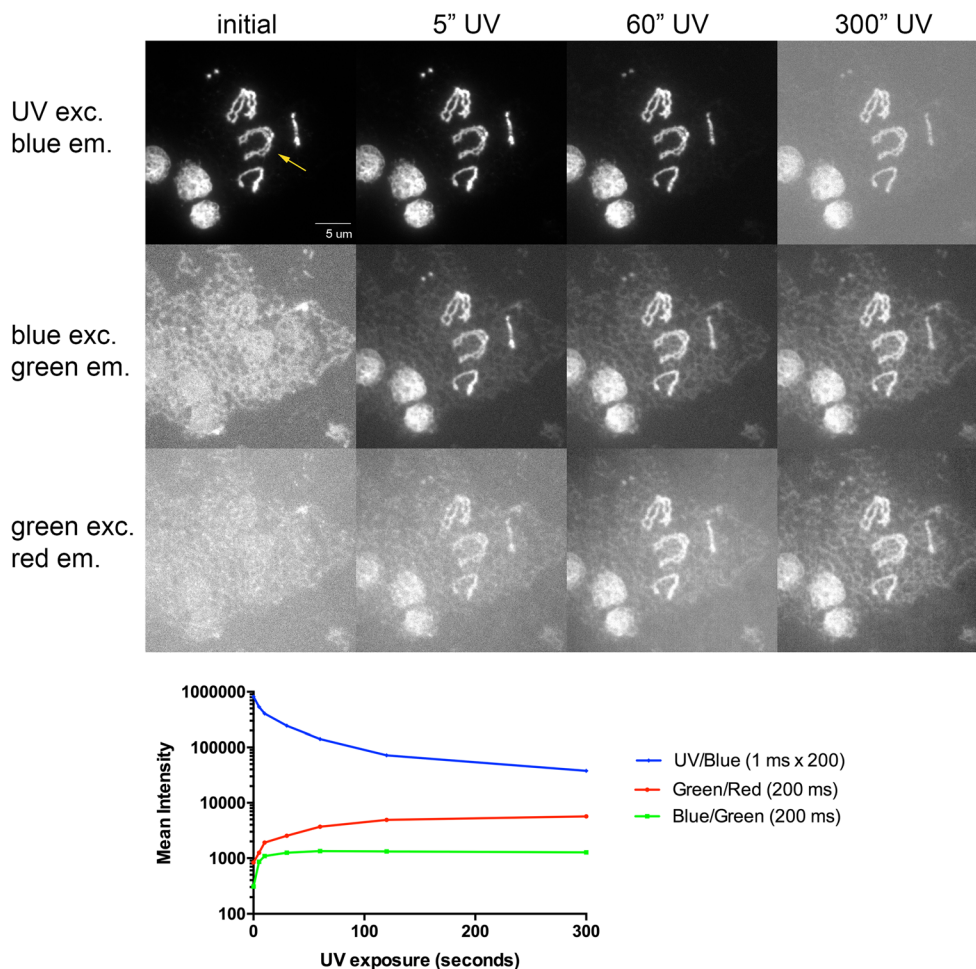 initial 5” UV 60” UV 300” UV
UV exc.
blue em.
5 um
blue exc.
green em.
green exc.
red em.
1000000
100000
10000
1000
100
Mean Intensity
0 100 200 300
UV exposure (seconds)
UV/Blue (1 ms x 200)
Green/Red (200 ms)
Blue/Green (200 ms)